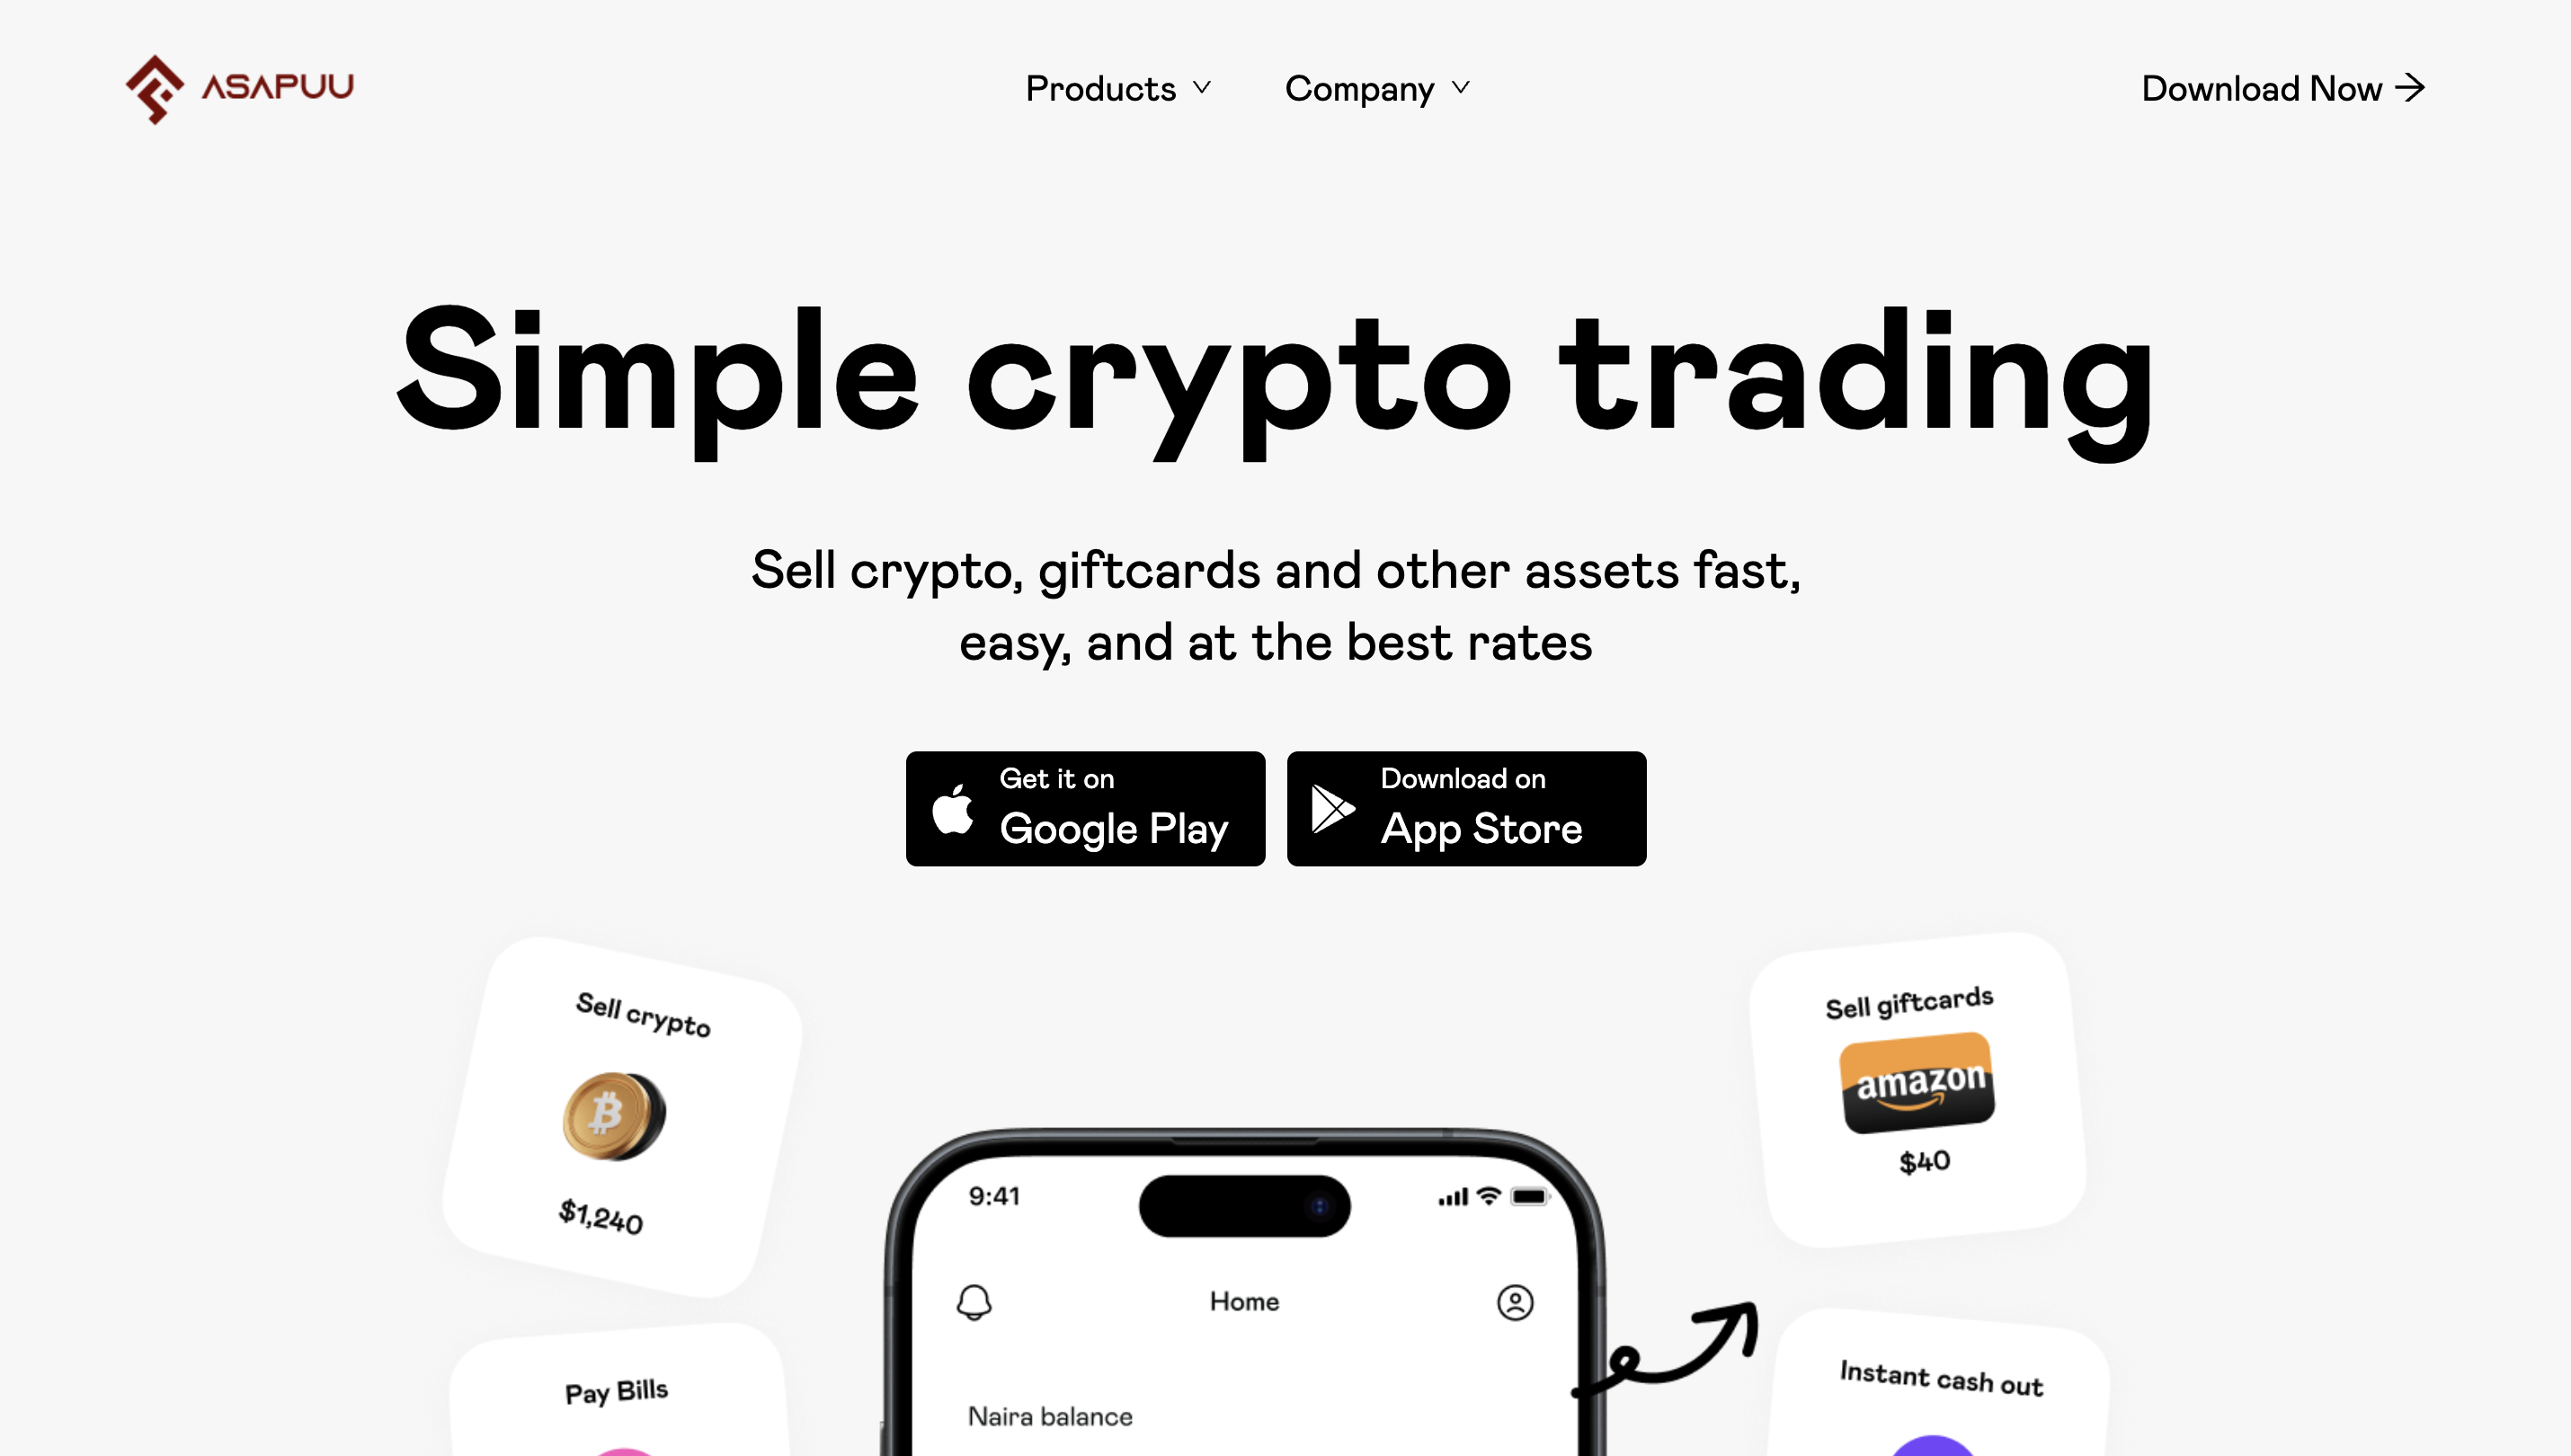 ASAPUU
Products
Company
Download Now
Simple crypto trading
Sell crypto, giftcards and other assets fast,
easy, and at the best rates
Get it on
Google Play
Download on
App Store
Sell crypto
$1,240
Sell giftcards
amazon
$40
9:41
Home
Naira balance
Pay Bills
Instant cash out